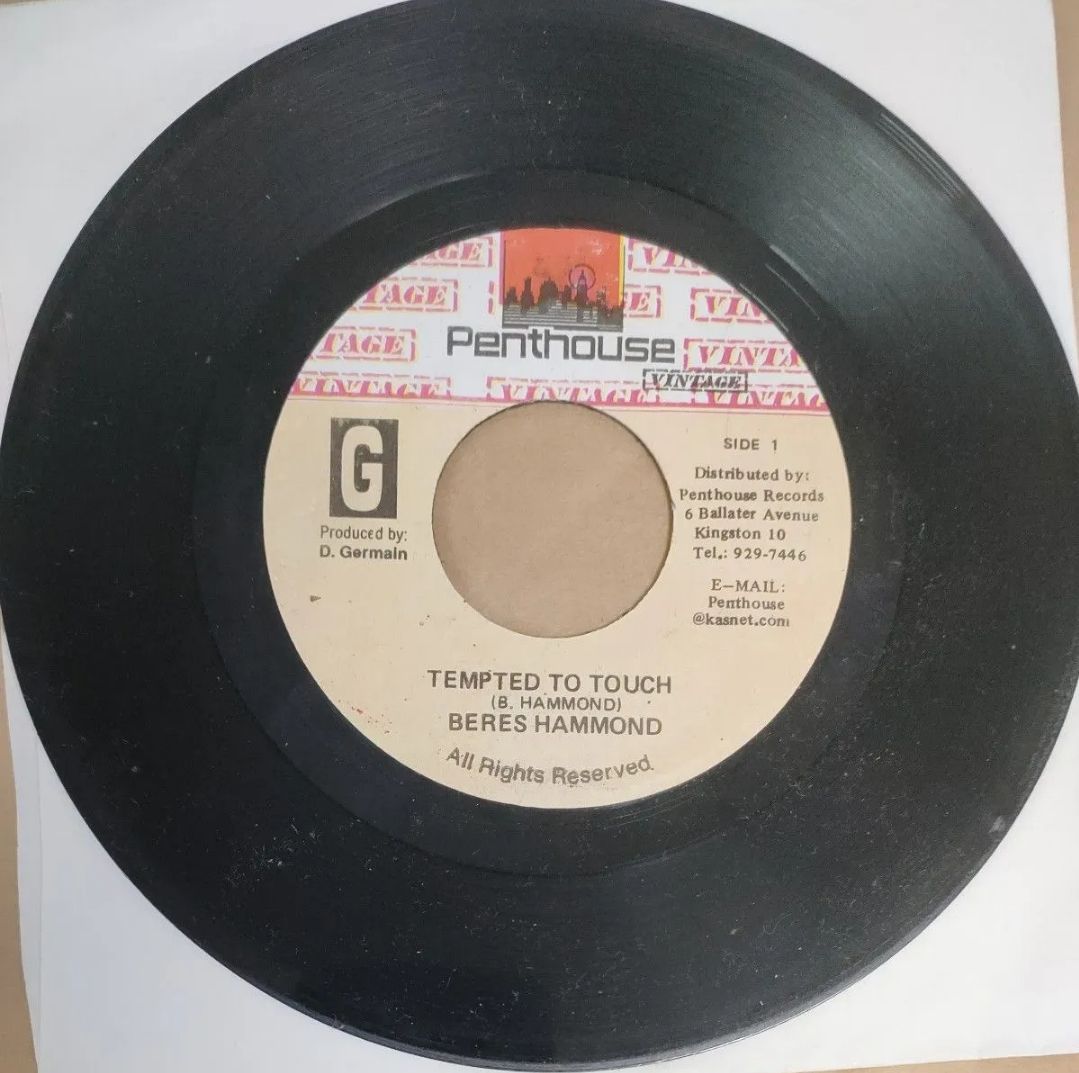 VINTAGE
Penthouse
VINTAGE
G
Produced by:
D. Germain
SIDE 1
Distributed by:
Penthouse Records
6 Ballater Avenue
Kingston 10
Tel.: 929-7446
E-MAIL:
Penthouse
@kasnet.com
TEMPTED TO TOUCH
(B. HAMMOND)
BERES HAMMOND
All Rights Reserved.